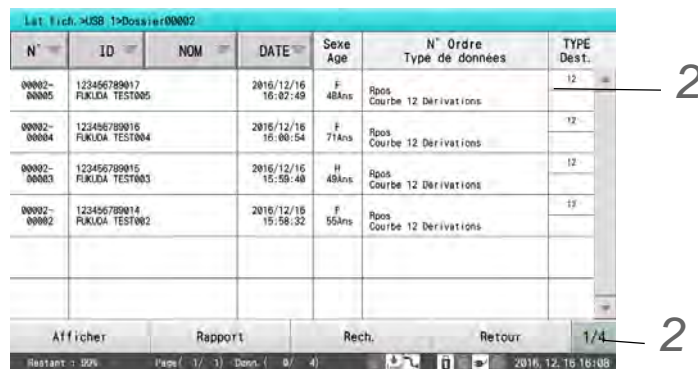 Lst fich.>USB 1>Dossier00002
N° ID NOM DATE Sexe Age N° Ordre Type de données TYPE Dest.
00002-00005 123456789017 FUKUDA TEST005 2016/12/16 16:02:49 F 48Ans Rpos Courbe 12 Dérivations 12
2
00002-00004 123456789016 FUKUDA TEST004 2016/12/16 16:00:54 F 71Ans Rpos Courbe 12 Dérivations 12
00002-00003 123456789015 FUKUDA TEST003 2016/12/16 15:59:40 H 49Ans Rpos Courbe 12 Dérivations 12
00002-00002 123456789014 FUKUDA TEST002 2016/12/16 15:58:32 F 55Ans Rpos Courbe 12 Dérivations 12
Afficher Rapport Rech. Retour 1/4
2
Restant : 99% Page( 1/ 1) Donn.( 0/ 4) 2016, 12. 16 16:08